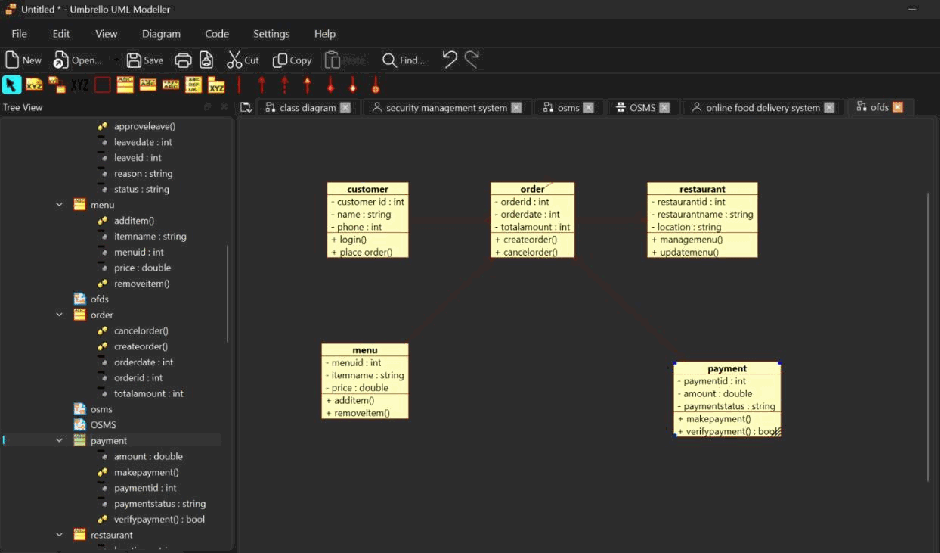 Untitled * - Umbrello UML Modeller
File Edit View Diagram Code Settings Help
New Open... Save Cut Copy Paste Find...
XYZ
Tree View
class diagram security management system osms OSMS online food delivery system ofds
approveleave()
leavedate : int
leaveid : int
reason : string
status : string
menu
additem()
itemname : string
menuid : int
price : double
removeitem()
ofds
order
cancelorder()
createorder()
orderdate : int
orderid : int
totalamount : int
osms
OSMS
payment
amount : double
makepayment()
paymentid : int
paymentstatus : string
verifypayment() : bool
restaurant
customer
- customer id : int
- name : string
- phone : int
+ login()
+ place order()
order
- orderid : int
- orderdate : int
- totalamount : int
+ createorder()
+ cancelorder()
restaurant
- restaurantid : int
- restaurantname : string
- location : string
+ managemenu()
+ updatemenu()
menu
- menuid : int
- itemname : string
- price : double
+ additem()
+ removeitem()
payment
- paymentid : int
- amount : double
- paymentstatus : string
+ makepayment()
+ verifypayment() : bool